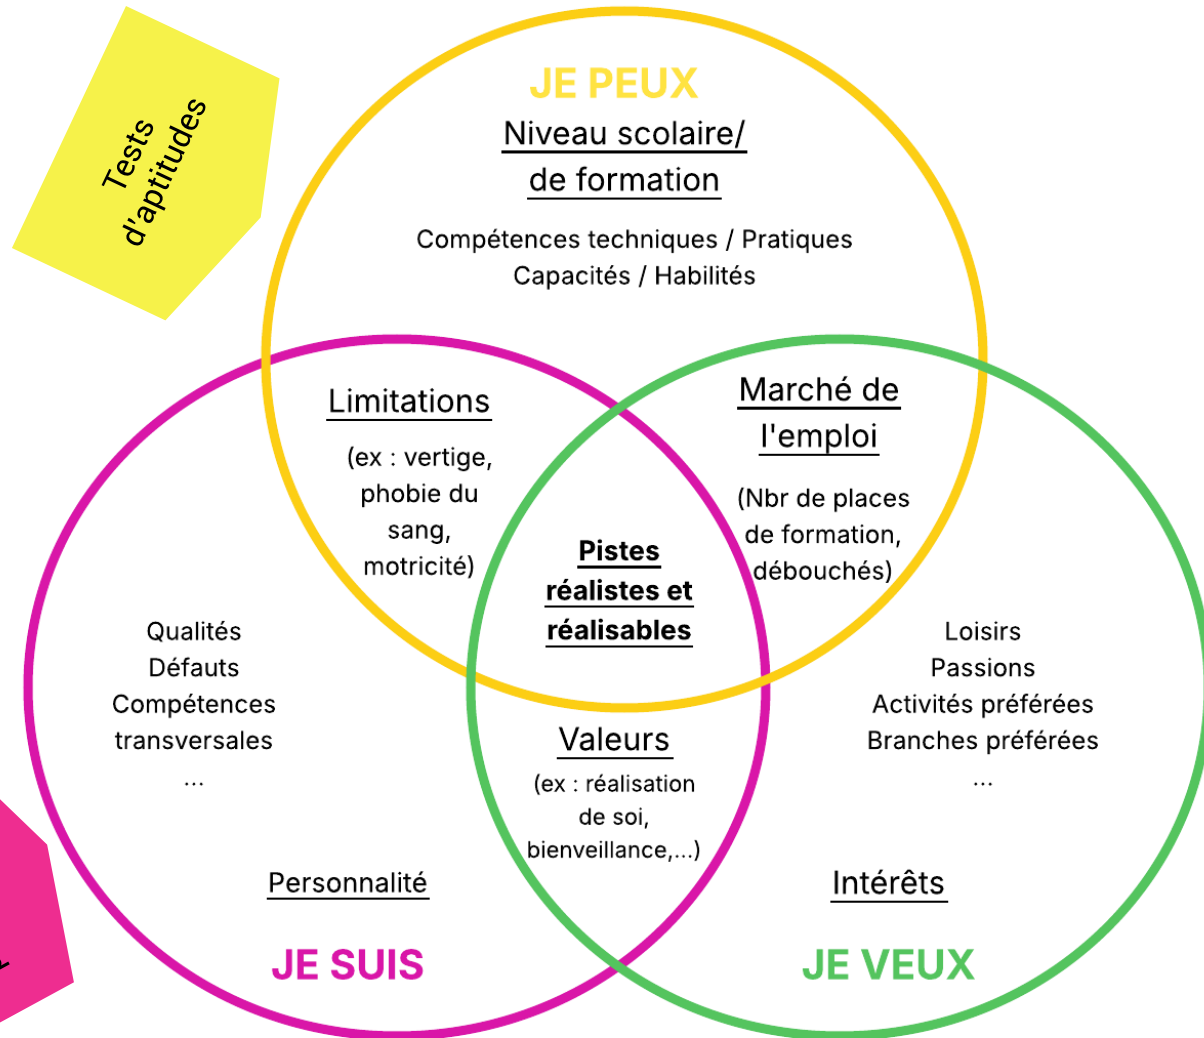 Tests
d'aptitudes
JE PEUX
Niveau scolaire/
de formation
Compétences techniques / Pratiques
Capacités / Habilités
Limitations
(ex : vertige,
phobie du
sang,
motricité)
Marché de
l'emploi
(Nbr de places
de formation,
débouchés)
Pistes
réalistes et
réalisables
Qualités
Défauts
Compétences
transversales
...
Loisirs
Passions
Activités préférées
Branches préférées
...
Valeurs
(ex : réalisation
de soi,
bienveillance,...)
Personnalité
Intérêts
JE SUIS
JE VEUX